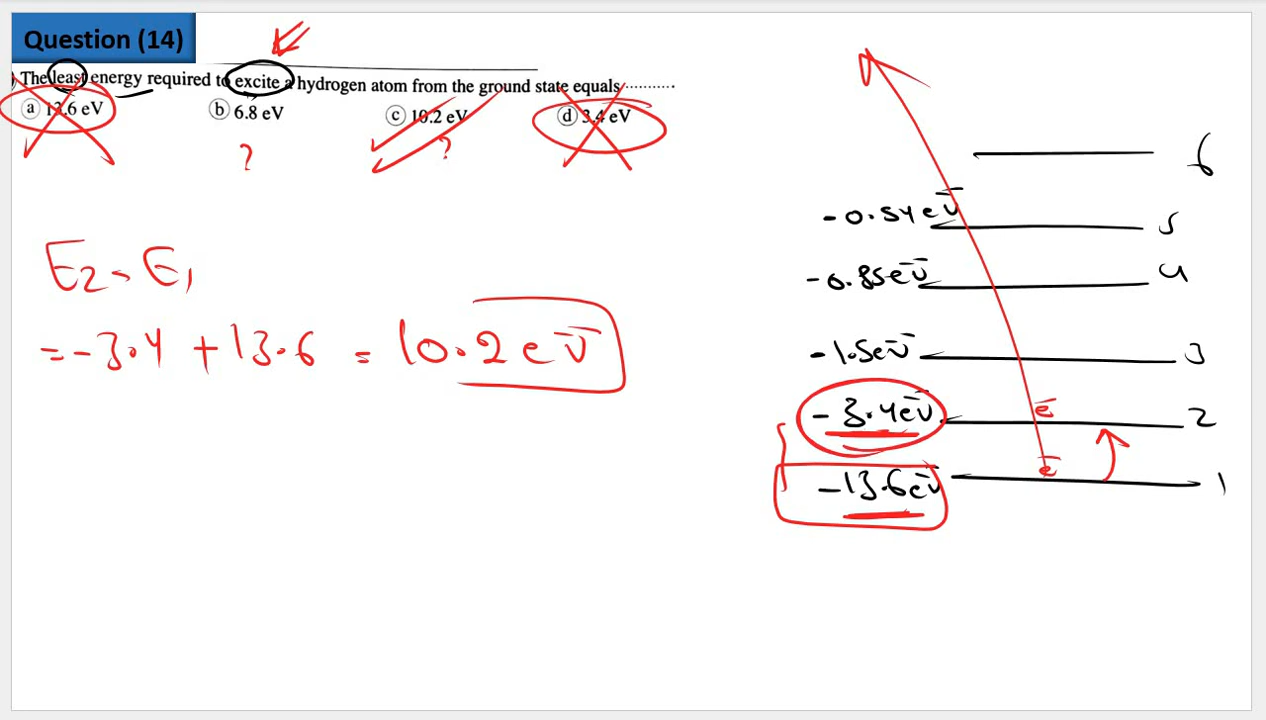 Question (14)
) The least energy required to excite a hydrogen atom from the ground state equals ...........
a 13.6 eV b 6.8 eV c 10.2 eV d 3.4 eV
? ?
E2 - E1
= -3.4 + 13.6 = 10.2 eV
6
-0.54 eV 5
-0.85 eV 4
-1.5 eV 3
-3.4 eV e- 2
-13.6 eV e- 1